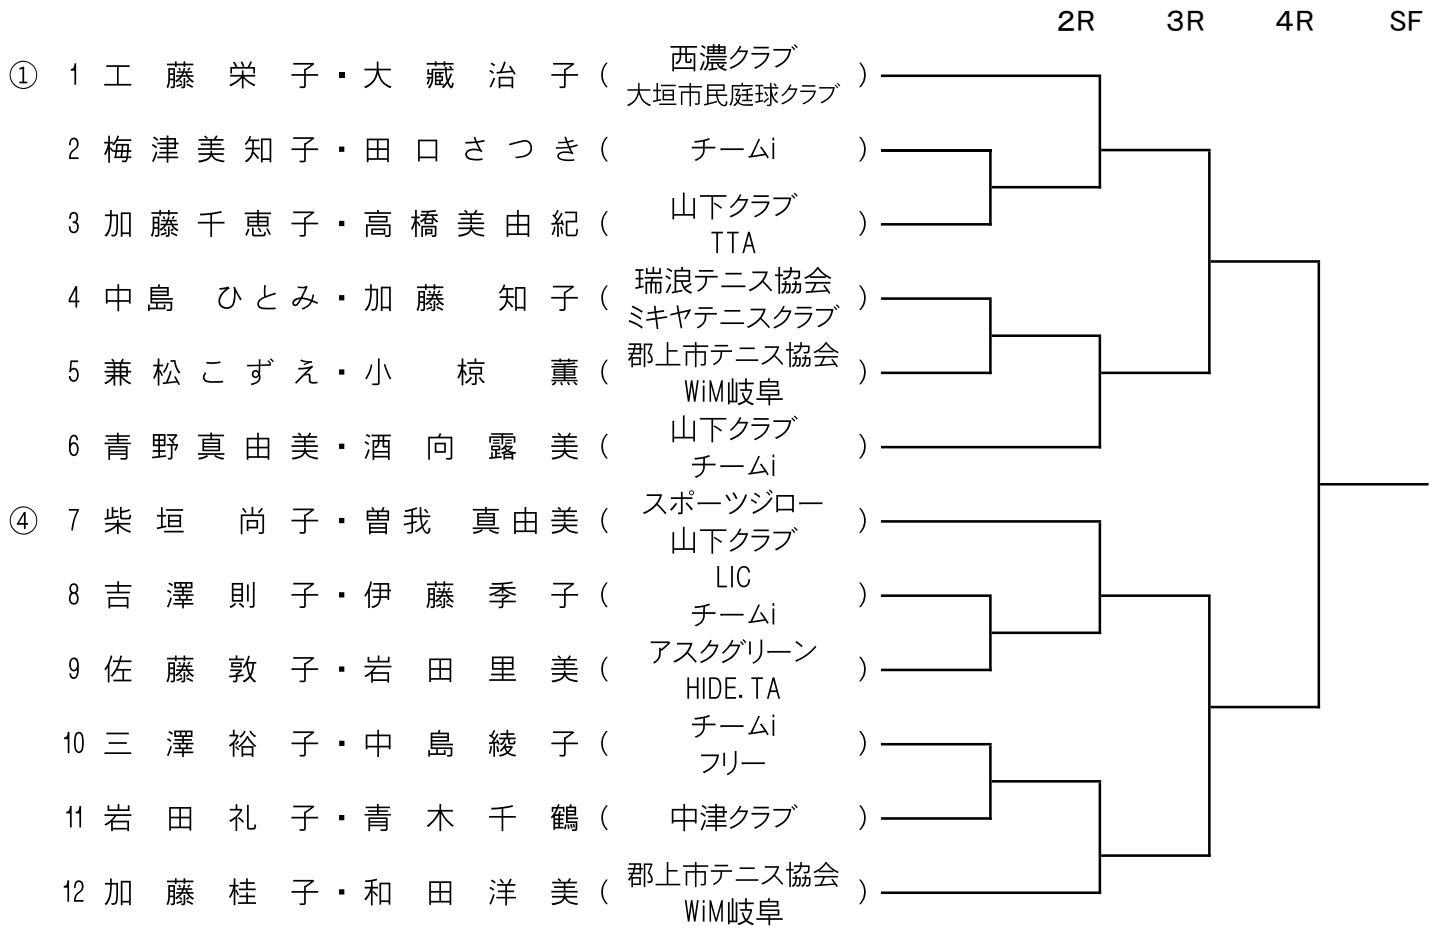 2R 3R 4R SF
① 1 工藤栄子・大藏治子 ( 西濃クラブ 大垣市民庭球クラブ )
2 梅津美知子・田口さつき ( チームi )
3 加藤千恵子・高橋美由紀 ( 山下クラブ TTA )
4 中島 ひとみ・加藤 知子 ( 瑞浪テニス協会 ミキヤテニスクラブ )
5 兼松こずえ・小椋薫 ( 郡上市テニス協会 WiM岐阜 )
6 青野真由美・酒向露美 ( 山下クラブ チームi )
④ 7 柴垣 尚子・曽我 真由美 ( スポーツジロー 山下クラブ )
8 吉澤則子・伊藤季子 ( LIC チームi )
9 佐藤敦子・岩田里美 ( アスクグリーン HIDE.TA )
10 三澤裕子・中島綾子 ( チームi フリー )
11 岩田礼子・青木千鶴 ( 中津クラブ )
12 加藤桂子・和田洋美 ( 郡上市テニス協会 WiM岐阜 )